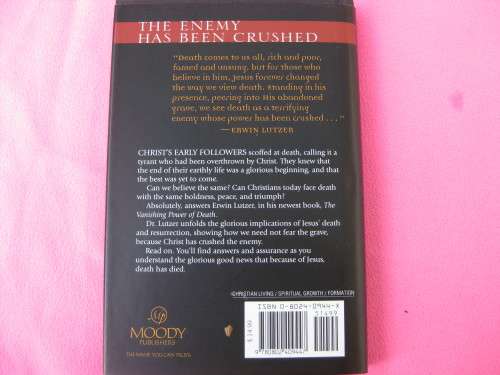 THE ENEMY
HAS BEEN CRUSHED
“Death comes to us all, rich and poor,
famed and unsung, but for those who
believe in him, Jesus forever changed
the way we view death. Standing in his
presence, peering into His abandoned
grave, we see death as a terrifying
enemy whose power has been crushed . . .”
— ERWIN LUTZER
CHRIST'S EARLY FOLLOWERS scoffed at death, calling it a
tyrant who had been overthrown by Christ. They knew that
the end of their earthly life was a glorious beginning, and that
the best was yet to come.
Can we believe the same? Can Christians today face death
with the same boldness, peace, and triumph?
Absolutely, answers Erwin Lutzer, in his newest book, The
Vanishing Power of Death.
Dr. Lutzer unfolds the glorious implications of Jesus' death
and resurrection, showing how we need not fear the grave,
because Christ has crushed the enemy.
Read on. You'll find answers and assurance as you
understand the glorious good news that because of Jesus,
death has died.
CHRISTIAN LIVING / SPIRITUAL GROWTH / FORMATION
ISBN 0-8024-0944-X
51499
9 780802 409447
MOODY
PUBLISHERS
THE NAME YOU CAN TRUST